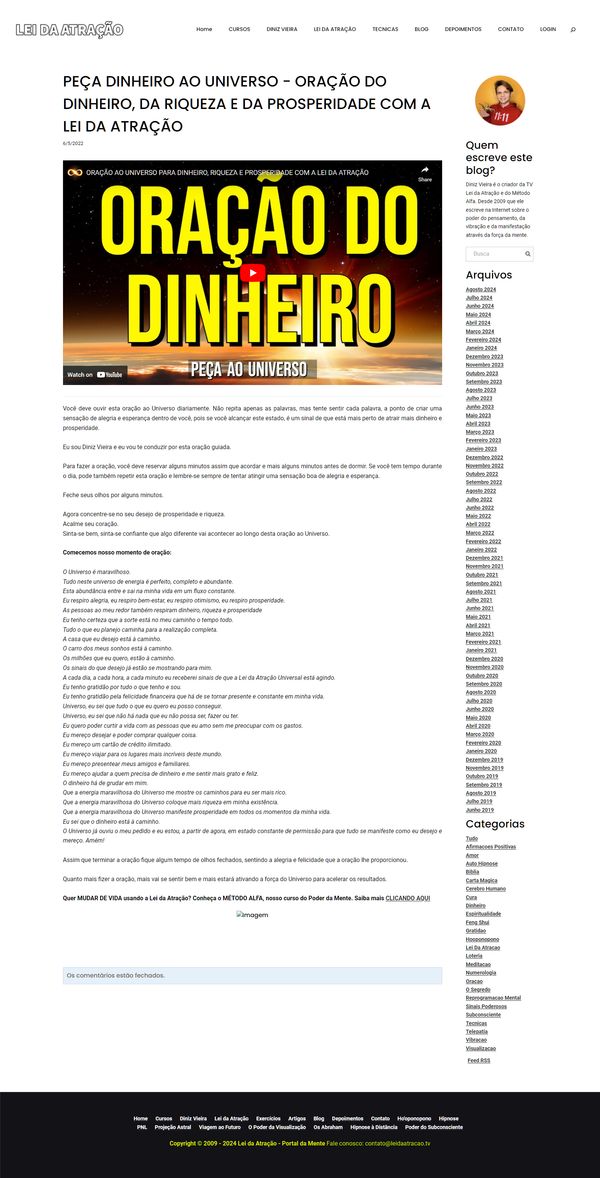 LEI DA ATRAÇÃO
Home CURSOS DINIZ VIEIRA LEI DA ATRAÇÃO TECNICAS BLOG DEPOIMENTOS CONTATO LOGIN
PEÇA DINHEIRO AO UNIVERSO - ORAÇÃO DO
DINHEIRO, DA RIQUEZA E DA PROSPERIDADE COM A
LEI DA ATRAÇÃO
6/5/2022
ORAÇÃO AO UNIVERSO PARA DINHEIRO, RIQUEZA E PROSPERIDADE COM A LEI DA ATRAÇÃO
Share
ORAÇÃO DO
DINHEIRO
PEÇA AO UNIVERSO
Watch on YouTube
Você deve ouvir esta oração ao Universo diariamente. Não repita apenas as palavras, mas tente sentir cada palavra, a ponto de criar uma
sensação de alegria e esperança dentro de você, pois se você alcançar este estado, é um sinal de que está mais perto de atrair mais dinheiro e
prosperidade.
Eu sou Diniz Vieira e eu vou te conduzir por esta oração guiada.
Para fazer a oração, você deve reservar alguns minutos assim que acordar e mais alguns minutos antes de dormir. Se você tem tempo durante
o dia, pode também repetir esta oração e lembre-se sempre de tentar atingir uma sensação boa de alegria e esperança.
Feche seus olhos por alguns minutos.
Agora concentre-se no seu desejo de prosperidade e riqueza.
Acalme seu coração.
Sinta-se bem, sinta-se confiante que algo diferente vai acontecer ao longo desta oração ao Universo.
Comecemos nosso momento de oração:
O Universo é maravilhoso.
Tudo neste universo de energia é perfeito, completo e abundante.
Esta abundância entre e sai na minha vida em um fluxo constante.
Eu respiro alegria, eu respiro bem-estar, eu respiro otimismo, eu respiro prosperidade.
As pessoas ao meu redor também respiram dinheiro, riqueza e prosperidade
Eu tenho certeza que a sorte está no meu caminho o tempo todo.
Tudo o que eu planejo caminha para a realização completa.
A casa que eu desejo está à caminho.
O carro dos meus sonhos está à caminho.
Os milhões que eu quero, estão à caminho.
Os sinais do que desejo já estão se mostrando para mim.
A cada dia, a cada hora, a cada minuto eu receberei sinais de que a Lei da Atração Universal está agindo.
Eu tenho gratidão por tudo o que tenho e sou.
Eu tenho gratidão pela felicidade financeira que há de se tornar presente e constante em minha vida.
Universo, eu sei que tudo o que eu quero eu posso conseguir.
Universo, eu sei que não há nada que eu não possa ser, fazer ou ter.
Eu quero poder curtir a vida com as pessoas que eu amo sem me preocupar com os gastos.
Eu mereço desejar e poder comprar qualquer coisa.
Eu mereço um cartão de crédito ilimitado.
Eu mereço viajar para os lugares mais incríveis deste mundo.
Eu mereço presentear meus amigos e familiares.
Eu mereço ajudar a quem precisa de dinheiro e me sentir mais grato e feliz.
O dinheiro há de grudar em mim.
Que a energia maravilhosa do Universo me mostre os caminhos para eu ser mais rico.
Que a energia maravilhosa do Universo coloque mais riqueza em minha existência.
Que a energia maravilhosa do Universo manifeste prosperidade em todos os momentos da minha vida.
Eu sei que o dinheiro está à caminho.
O Universo já ouviu o meu pedido e eu estou, a partir de agora, em estado constante de permissão para que tudo se manifeste como eu desejo e
mereço. Amém!
Assim que terminar a oração fique algum tempo de olhos fechados, sentindo a alegria e felicidade que a oração lhe proporcionou.
Quanto mais fizer a oração, mais vai se sentir bem e mais estará ativando a força do Universo para acelerar os resultados.
Quer MUDAR DE VIDA usando a Lei da Atração? Conheça o MÉTODO ALFA, nosso curso do Poder da Mente. Saiba mais CLICANDO AQUI
Imagem
Os comentários estão fechados.
11:11
Quem
escreve este
blog?
Diniz Vieira é o criador da TV
Lei da Atração e do Método
Alfa. Desde 2009 que ele
escreve na Internet sobre o
poder do pensamento, da
vibração e da manifestação
através da força da mente.
Busca
Arquivos
Agosto 2024
Julho 2024
Junho 2024
Maio 2024
Abril 2024
Março 2024
Fevereiro 2024
Janeiro 2024
Dezembro 2023
Novembro 2023
Outubro 2023
Setembro 2023
Agosto 2023
Julho 2023
Junho 2023
Maio 2023
Abril 2023
Março 2023
Fevereiro 2023
Janeiro 2023
Dezembro 2022
Novembro 2022
Outubro 2022
Setembro 2022
Agosto 2022
Julho 2022
Junho 2022
Maio 2022
Abril 2022
Março 2022
Fevereiro 2022
Janeiro 2022
Dezembro 2021
Novembro 2021
Outubro 2021
Setembro 2021
Agosto 2021
Julho 2021
Junho 2021
Maio 2021
Abril 2021
Março 2021
Fevereiro 2021
Janeiro 2021
Dezembro 2020
Novembro 2020
Outubro 2020
Setembro 2020
Agosto 2020
Julho 2020
Junho 2020
Maio 2020
Abril 2020
Março 2020
Fevereiro 2020
Janeiro 2020
Dezembro 2019
Novembro 2019
Outubro 2019
Setembro 2019
Agosto 2019
Julho 2019
Junho 2019
Categorias
Tudo
Afirmacoes Positivas
Amor
Auto Hipnose
Biblia
Carta Magica
Cerebro Humano
Cura
Dinheiro
Espiritualidade
Feng Shui
Gratidao
Hooponopono
Lei Da Atracao
Loteria
Meditacao
Numerologia
Oracao
O Segredo
Reprogramacao Mental
Sinais Poderosos
Subconsciente
Tecnicas
Telepatia
Vibracao
Visualizacao
Feed RSS
Home Cursos Diniz Vieira Lei da Atração Exercícios Artigos Blog Depoimentos Contato Ho'oponopono Hipnose
PNL Projeção Astral Viagem ao Futuro O Poder da Visualização Os Abraham Hipnose à Distância Poder do Subconsciente
Copyright © 2009 - 2024 Lei da Atração - Portal da Mente Fale conosco: contato@leidaatracao.tv